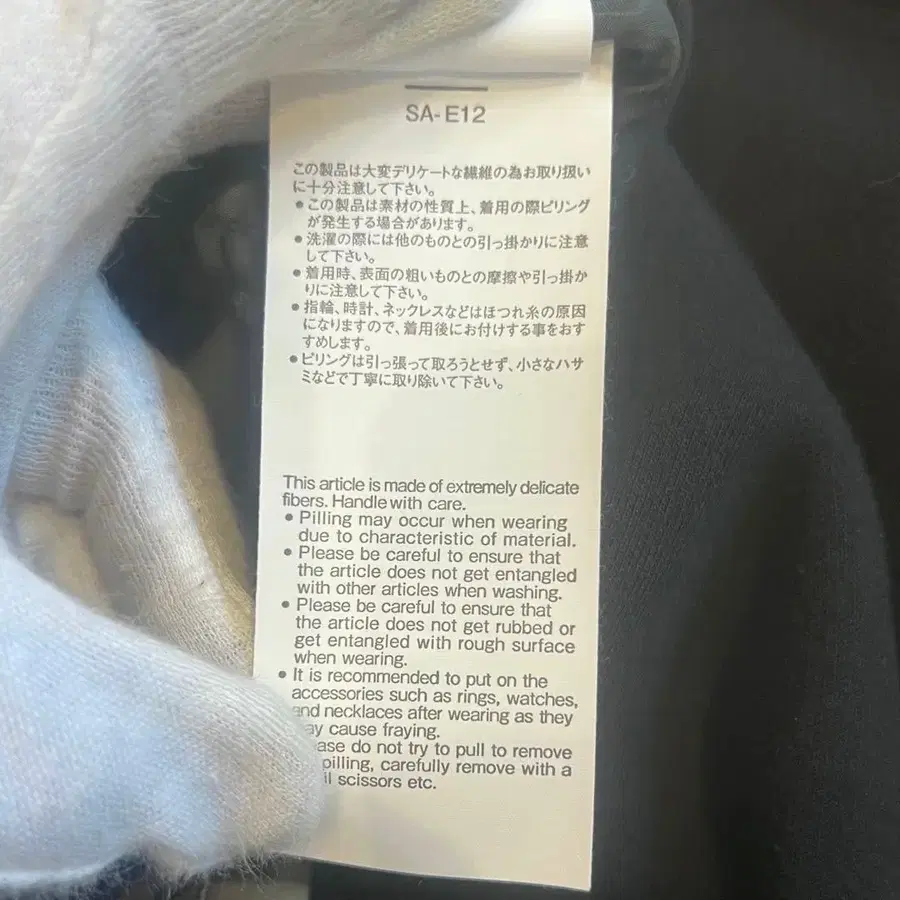 SA-E12
この製品は大変デリケートな繊維の為お取り扱い
に十分注意して下さい。
●この製品は素材の性質上、着用の際ピリング
が発生する場合があります。
●洗濯の際には他のものとの引っ掛かりに注意
して下さい。
●着用時、表面の粗いものとの摩擦や引っ掛か
りに注意して下さい。
●指輪、時計、ネックレスなどはほつれ糸の原因
になりますので、着用後にお付けする事をおす
すめします。
●ピリングは引っ張って取ろうとせず、小さなハサ
ミなどで丁寧に取り除いて下さい。
This article is made of extremely delicate
fibers. Handle with care.
● Pilling may occur when wearing
due to characteristic of material.
● Please be careful to ensure that
the article does not get entangled
with other articles when washing.
● Please be careful to ensure that
the article does not get rubbed or
get entangled with rough surface
when wearing.
● It is recommended to put on the
accessories such as rings, watches,
and necklaces after wearing as they
ay cause fraying.
ase do not try to pull to remove
pilling, carefully remove with a
il scissors etc.